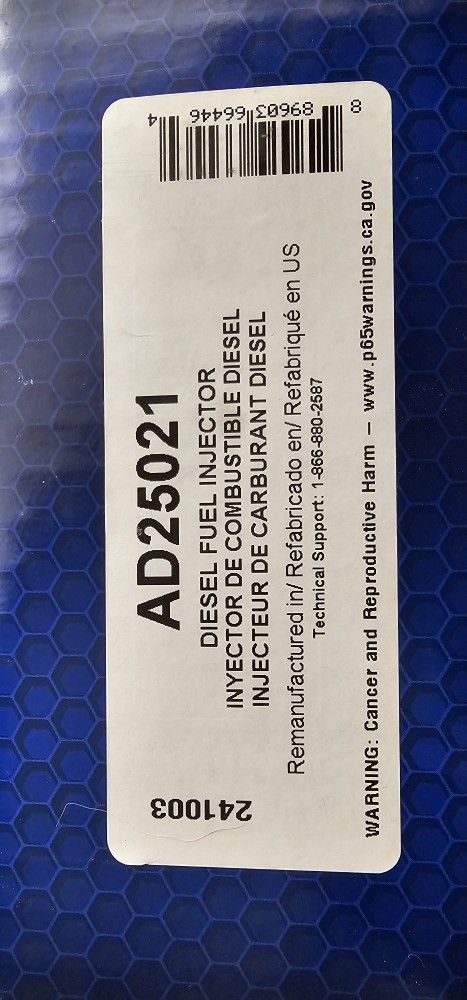 8 89603 66446 4
AD25021
DIESEL FUEL INJECTOR
INYECTOR DE COMBUSTIBLE DIESEL
INJECTEUR DE CARBURANT DIESEL
Remanufactured in/ Refabricado en/ Refabriqué en US
Technical Support: 1-866-880-2587
241003
WARNING: Cancer and Reproductive Harm – www.p65warnings.ca.gov